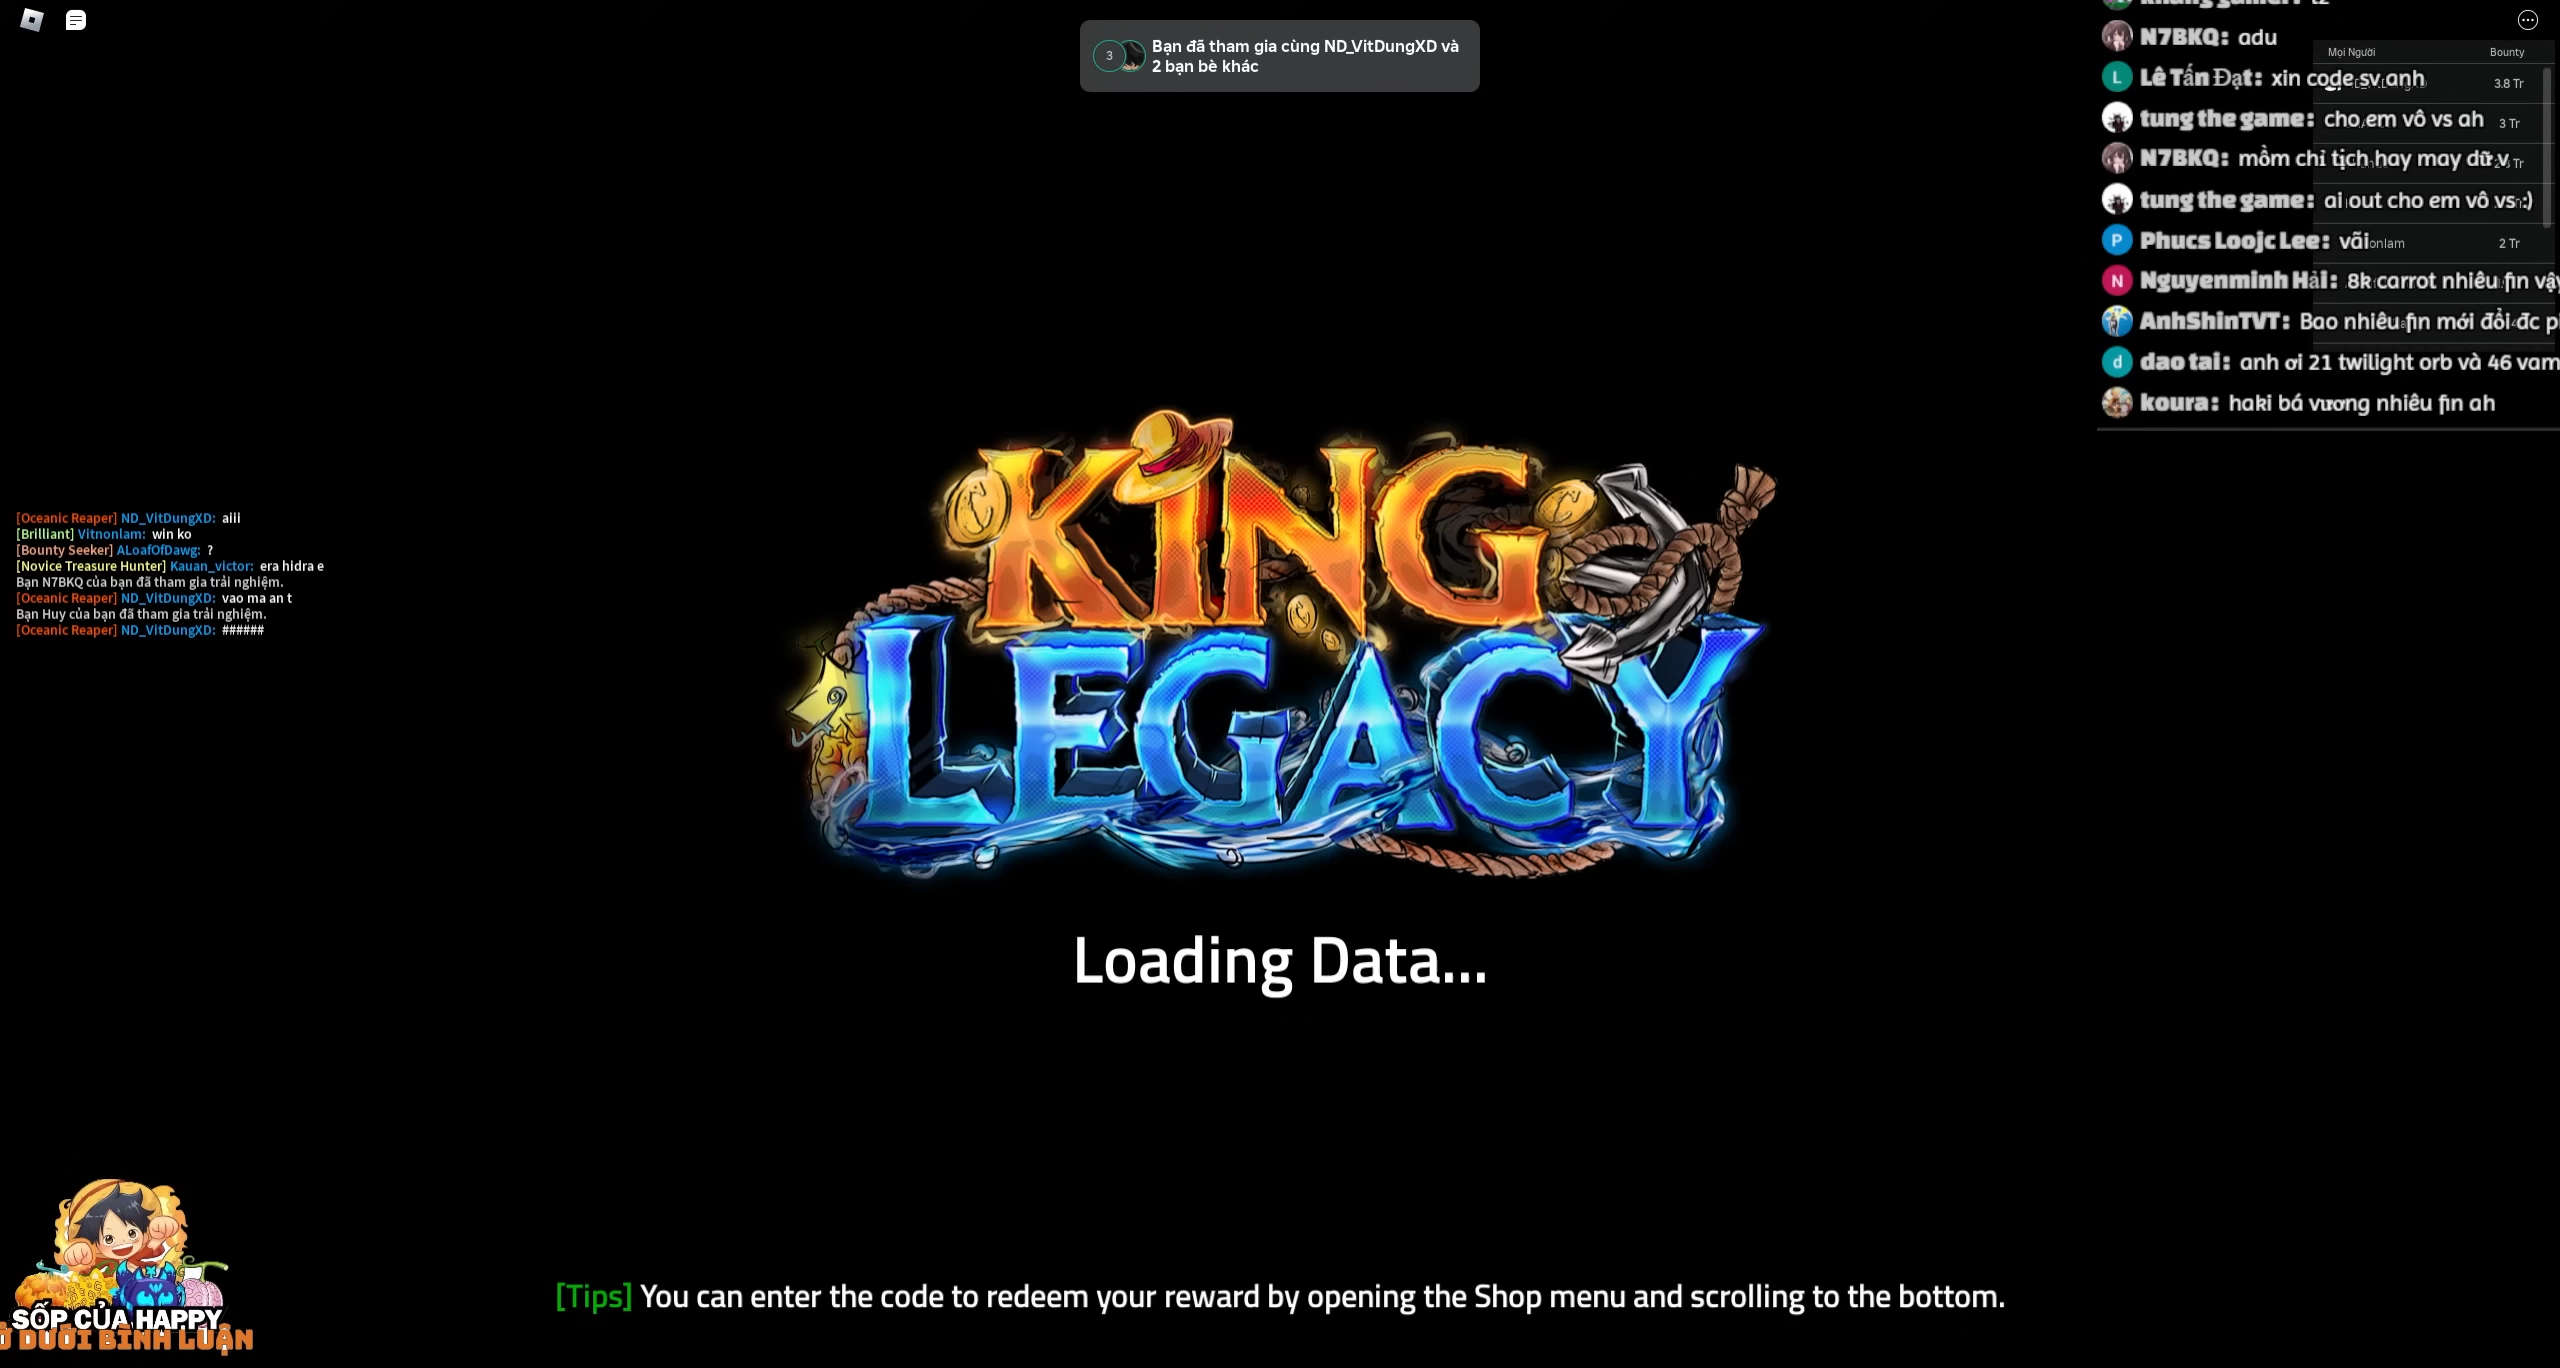 Bạn đã tham gia cùng ND_VitDungXD và
2 bạn bè khác
3
N7BKQ: adu
Lê Tấn Đạt: xin code sv anh
tung the game: cho em vô vs ah
N7BKQ: mồm chỉ tịch hay may dữ v
tung the game: ai out cho em vô vs :)
Phucs Loojc Lee: vãi
Nguyenminh Hải: 8k carrot nhiêu fin vậy
AnhShinTVT: Bao nhiêu fin mới đổi đc
dao tai: anh ơi 21 twilight orb và 46 vam
koura: haki bá vương nhiêu fin ah
Mọi Người Bounty
3.8 Tr
3 Tr
onlam 2 Tr
[Oceanic Reaper] ND_VitDungXD: aiii
[Brilliant] Vitnonlam: win ko
[Bounty Seeker] ALoafOfDawg: ?
[Novice Treasure Hunter] Kauan_victor: era hidra e
Bạn N7BKQ của bạn đã tham gia trải nghiệm.
[Oceanic Reaper] ND_VitDungXD: vao ma an t
Bạn Huy của bạn đã tham gia trải nghiệm.
[Oceanic Reaper] ND_VitDungXD: ######
KING
LEGACY
Loading Data...
[Tips] You can enter the code to redeem your reward by opening the Shop menu and scrolling to the bottom.
SỐP CỦA HAPPY
Ở DƯỚI BÌNH LUẬN